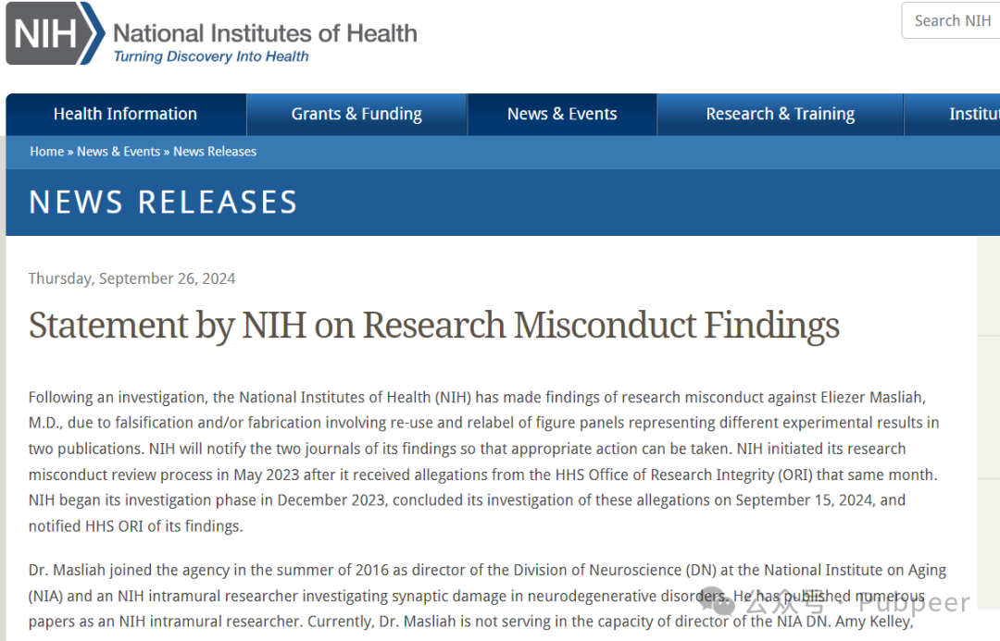 NIH National Institutes of Health
Turning Discovery Into Health
Search NIH
Health Information Grants & Funding News & Events Research & Training Institut
Home » News & Events » News Releases
NEWS RELEASES
Thursday, September 26, 2024
Statement by NIH on Research Misconduct Findings
Following an investigation, the National Institutes of Health (NIH) has made findings of research misconduct against Eliezer Masliah,
M.D., due to falsification and/or fabrication involving re-use and relabel of figure panels representing different experimental results in
two publications. NIH will notify the two journals of its findings so that appropriate action can be taken. NIH initiated its research
misconduct review process in May 2023 after it received allegations from the HHS Office of Research Integrity (ORI) that same month.
NIH began its investigation phase in December 2023, concluded its investigation of these allegations on September 15, 2024, and
notified HHS ORI of its findings.
Dr. Masliah joined the agency in the summer of 2016 as director of the Division of Neuroscience (DN) at the National Institute on Aging
(NIA) and an NIH intramural researcher investigating synaptic damage in neurodegenerative disorders. He has published numerous
papers as an NIH intramural researcher. Currently, Dr. Masliah is not serving in the capacity of director of the NIA DN. Amy Kelley,
公众号 · Pubpeer